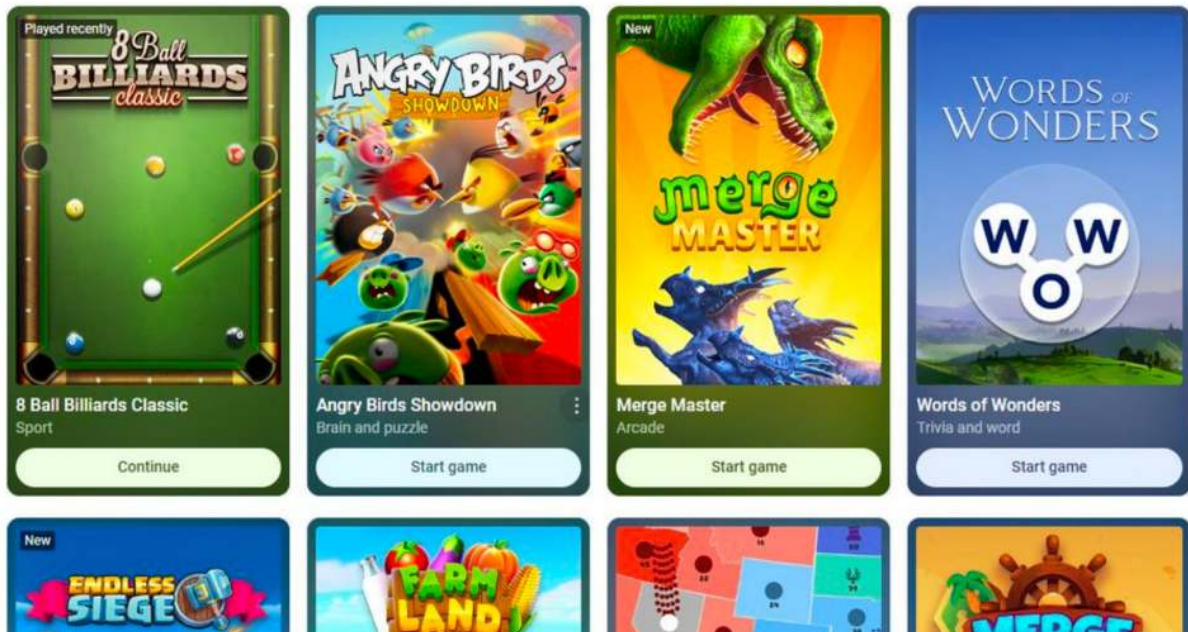 Played recently
8 Ball
BILLIARDS
classic
ANGRY BIRDS
SHOWDOWN
New
merge
MASTER
WORDS OF
WONDERS
W W
O
8 Ball Billiards Classic
Sport
Continue
Angry Birds Showdown
Brain and puzzle
Start game
Merge Master
Arcade
Start game
Words of Wonders
Trivia and word
Start game
New
ENDLESS
SIEGE
FARM
LAND
MERGE